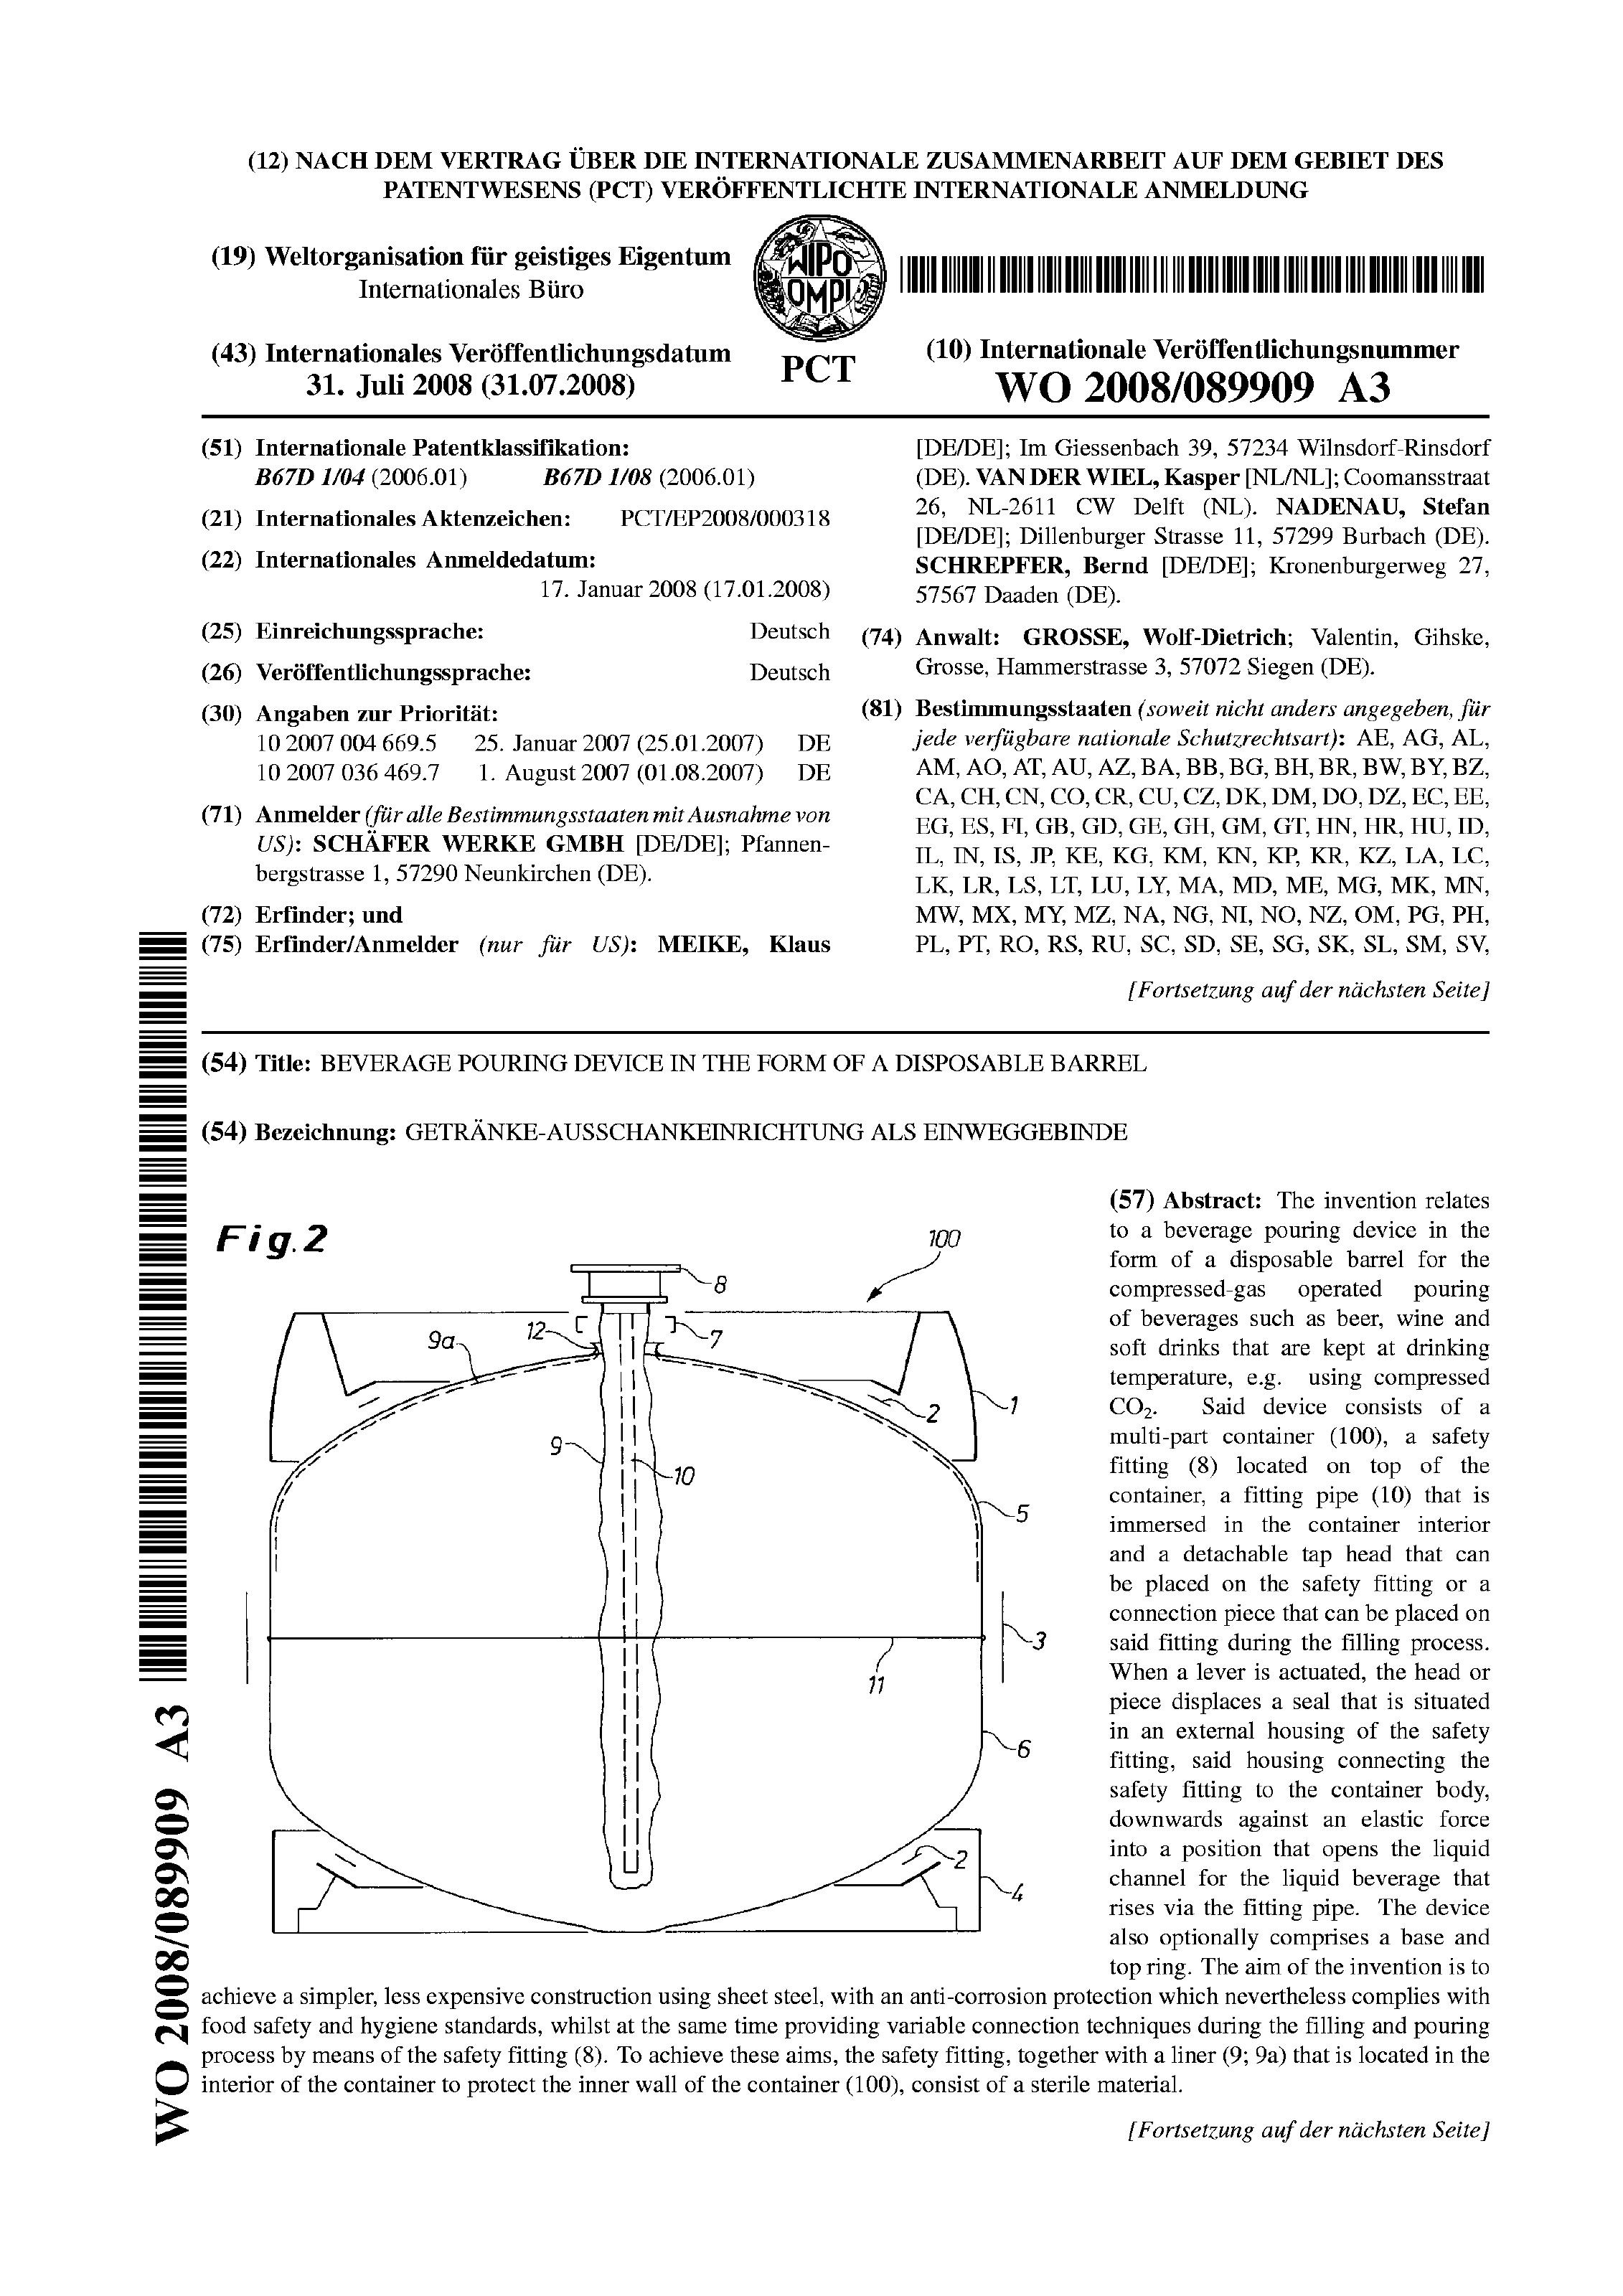 (12) NACH DEM VERTRAG ÜBER DIE INTERNATIONALE ZUSAMMENARBEIT AUF DEM GEBIET DES
PATENTWESENS (PCT) VERÖFFENTLICHTE INTERNATIONALE ANMELDUNG
(19) Weltorganisation für geistiges Eigentum
Internationales Büro
WIPO
OMPI
(43) Internationales Veröffentlichungsdatum
31. Juli 2008 (31.07.2008)
PCT
(10) Internationale Veröffentlichungsnummer
WO 2008/089909 A3
(51) Internationale Patentklassifikation:
B67D 1/04 (2006.01) B67D 1/08 (2006.01)
(21) Internationales Aktenzeichen: PCT/EP2008/000318
(22) Internationales Anmeldedatum:
17. Januar 2008 (17.01.2008)
(25) Einreichungssprache: Deutsch
(26) Veröffentlichungssprache: Deutsch
(30) Angaben zur Priorität:
10 2007 004 669.5 25. Januar 2007 (25.01.2007) DE
10 2007 036 469.7 1. August 2007 (01.08.2007) DE
(71) Anmelder (für alle Bestimmungsstaaten mit Ausnahme von
US): SCHÄFER WERKE GMBH [DE/DE]; Pfannen-
bergstrasse 1, 57290 Neunkirchen (DE).
(72) Erfinder; und
(75) Erfinder/Anmelder (nur für US): MEIKE, Klaus
[DE/DE]; Im Giessenbach 39, 57234 Wilnsdorf-Rinsdorf
(DE). VAN DER WIEL, Kasper [NL/NL]; Coomansstraat
26, NL-2611 CW Delft (NL). NADENAU, Stefan
[DE/DE]; Dillenburger Strasse 11, 57299 Burbach (DE).
SCHREPFER, Bernd [DE/DE]; Kronenburgerweg 27,
57567 Daaden (DE).
(74) Anwalt: GROSSE, Wolf-Dietrich; Valentin, Gihske,
Grosse, Hammerstrasse 3, 57072 Siegen (DE).
(81) Bestimmungsstaaten (soweit nicht anders angegeben, für
jede verfügbare nationale Schutzrechtsart): AE, AG, AL,
AM, AO, AT, AU, AZ, BA, BB, BG, BH, BR, BW, BY, BZ,
CA, CH, CN, CO, CR, CU, CZ, DK, DM, DO, DZ, EC, EE,
EG, ES, FI, GB, GD, GE, GH, GM, GT, HN, HR, HU, ID,
IL, IN, IS, JP, KE, KG, KM, KN, KP, KR, KZ, LA, LC,
LK, LR, LS, LT, LU, LY, MA, MD, ME, MG, MK, MN,
MW, MX, MY, MZ, NA, NG, NI, NO, NZ, OM, PG, PH,
PL, PT, RO, RS, RU, SC, SD, SE, SG, SK, SL, SM, SV,
[Fortsetzung auf der nächsten Seite]
(54) Title: BEVERAGE POURING DEVICE IN THE FORM OF A DISPOSABLE BARREL
(54) Bezeichnung: GETRÄNKE-AUSSCHANKEINRICHTUNG ALS EINWEGGEBINDE
Fig.2
100
8
12
7
9a
2
1
9
10
5
3
11
6
2
4
(57) Abstract: The invention relates
to a beverage pouring device in the
form of a disposable barrel for the
compressed-gas operated pouring
of beverages such as beer, wine and
soft drinks that are kept at drinking
temperature, e.g. using compressed
CO₂. Said device consists of a
multi-part container (100), a safety
fitting (8) located on top of the
container, a fitting pipe (10) that is
immersed in the container interior
and a detachable tap head that can
be placed on the safety fitting or a
connection piece that can be placed on
said fitting during the filling process.
When a lever is actuated, the head or
piece displaces a seal that is situated
in an external housing of the safety
fitting, said housing connecting the
safety fitting to the container body,
downwards against an elastic force
into a position that opens the liquid
channel for the liquid beverage that
rises via the fitting pipe. The device
also optionally comprises a base and
top ring. The aim of the invention is to
achieve a simpler, less expensive construction using sheet steel, with an anti-corrosion protection which nevertheless complies with
food safety and hygiene standards, whilst at the same time providing variable connection techniques during the filling and pouring
process by means of the safety fitting (8). To achieve these aims, the safety fitting, together with a liner (9; 9a) that is located in the
interior of the container to protect the inner wall of the container (100), consist of a sterile material.
[Fortsetzung auf der nächsten Seite]
WO 2008/089909 A3